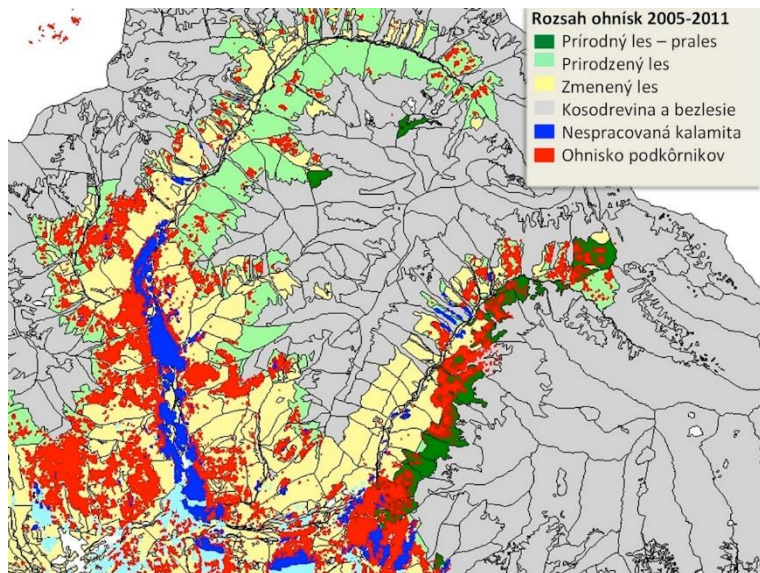 Rozsah ohnísk 2005-2011
Prírodný les – prales
Prirodzený les
Zmenený les
Kosodrevina a bezlesie
Nespracovaná kalamita
Ohnisko podkôrnikov